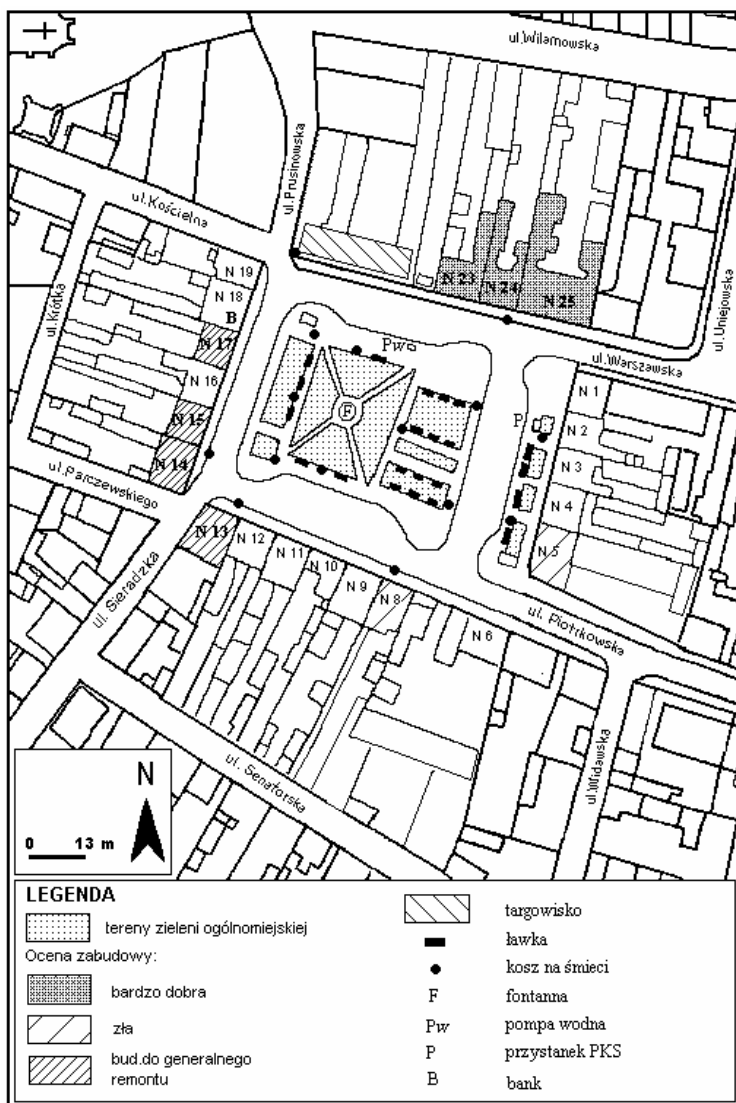 ul.Wilamowska
ul.Prusinowska
ul.Kościelna
ul.Krótka
ul.Uniejowska
ul.Warszawska
N 19
N 18
B
N 17
N 16
N 15
N 14
N 23
N 24
N 25
Pw
F
P
N 1
N 2
N 3
N 4
N 5
ul.Parczewskiego
N 13
N 12
N 11
N 10
N 9
N 8
N 6
ul. Sieradzka
ul. Piotrkowska
ul. Senatorska
ul.Widawska
N
0 13 m
LEGENDA
tereny zieleni ogólnomiejskiej
Ocena zabudowy:
bardzo dobra
zła
bud.do generalnego
remontu
targowisko
ławka
kosz na śmieci
F fontanna
Pw pompa wodna
P przystanek PKS
B bank